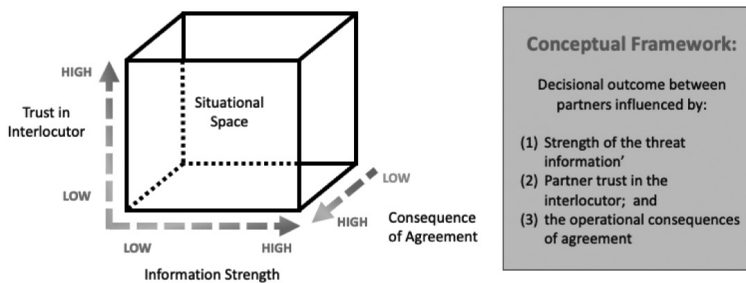 HIGH
Trust in
Interlocutor
LOW
Situational
Space
LOW
HIGH
Information Strength
LOW
HIGH
Consequence
of Agreement
Conceptual Framework:
Decisional outcome between
partners influenced by:
(1) Strength of the threat
information’
(2) Partner trust in the
interlocutor; and
(3) the operational consequences
of agreement